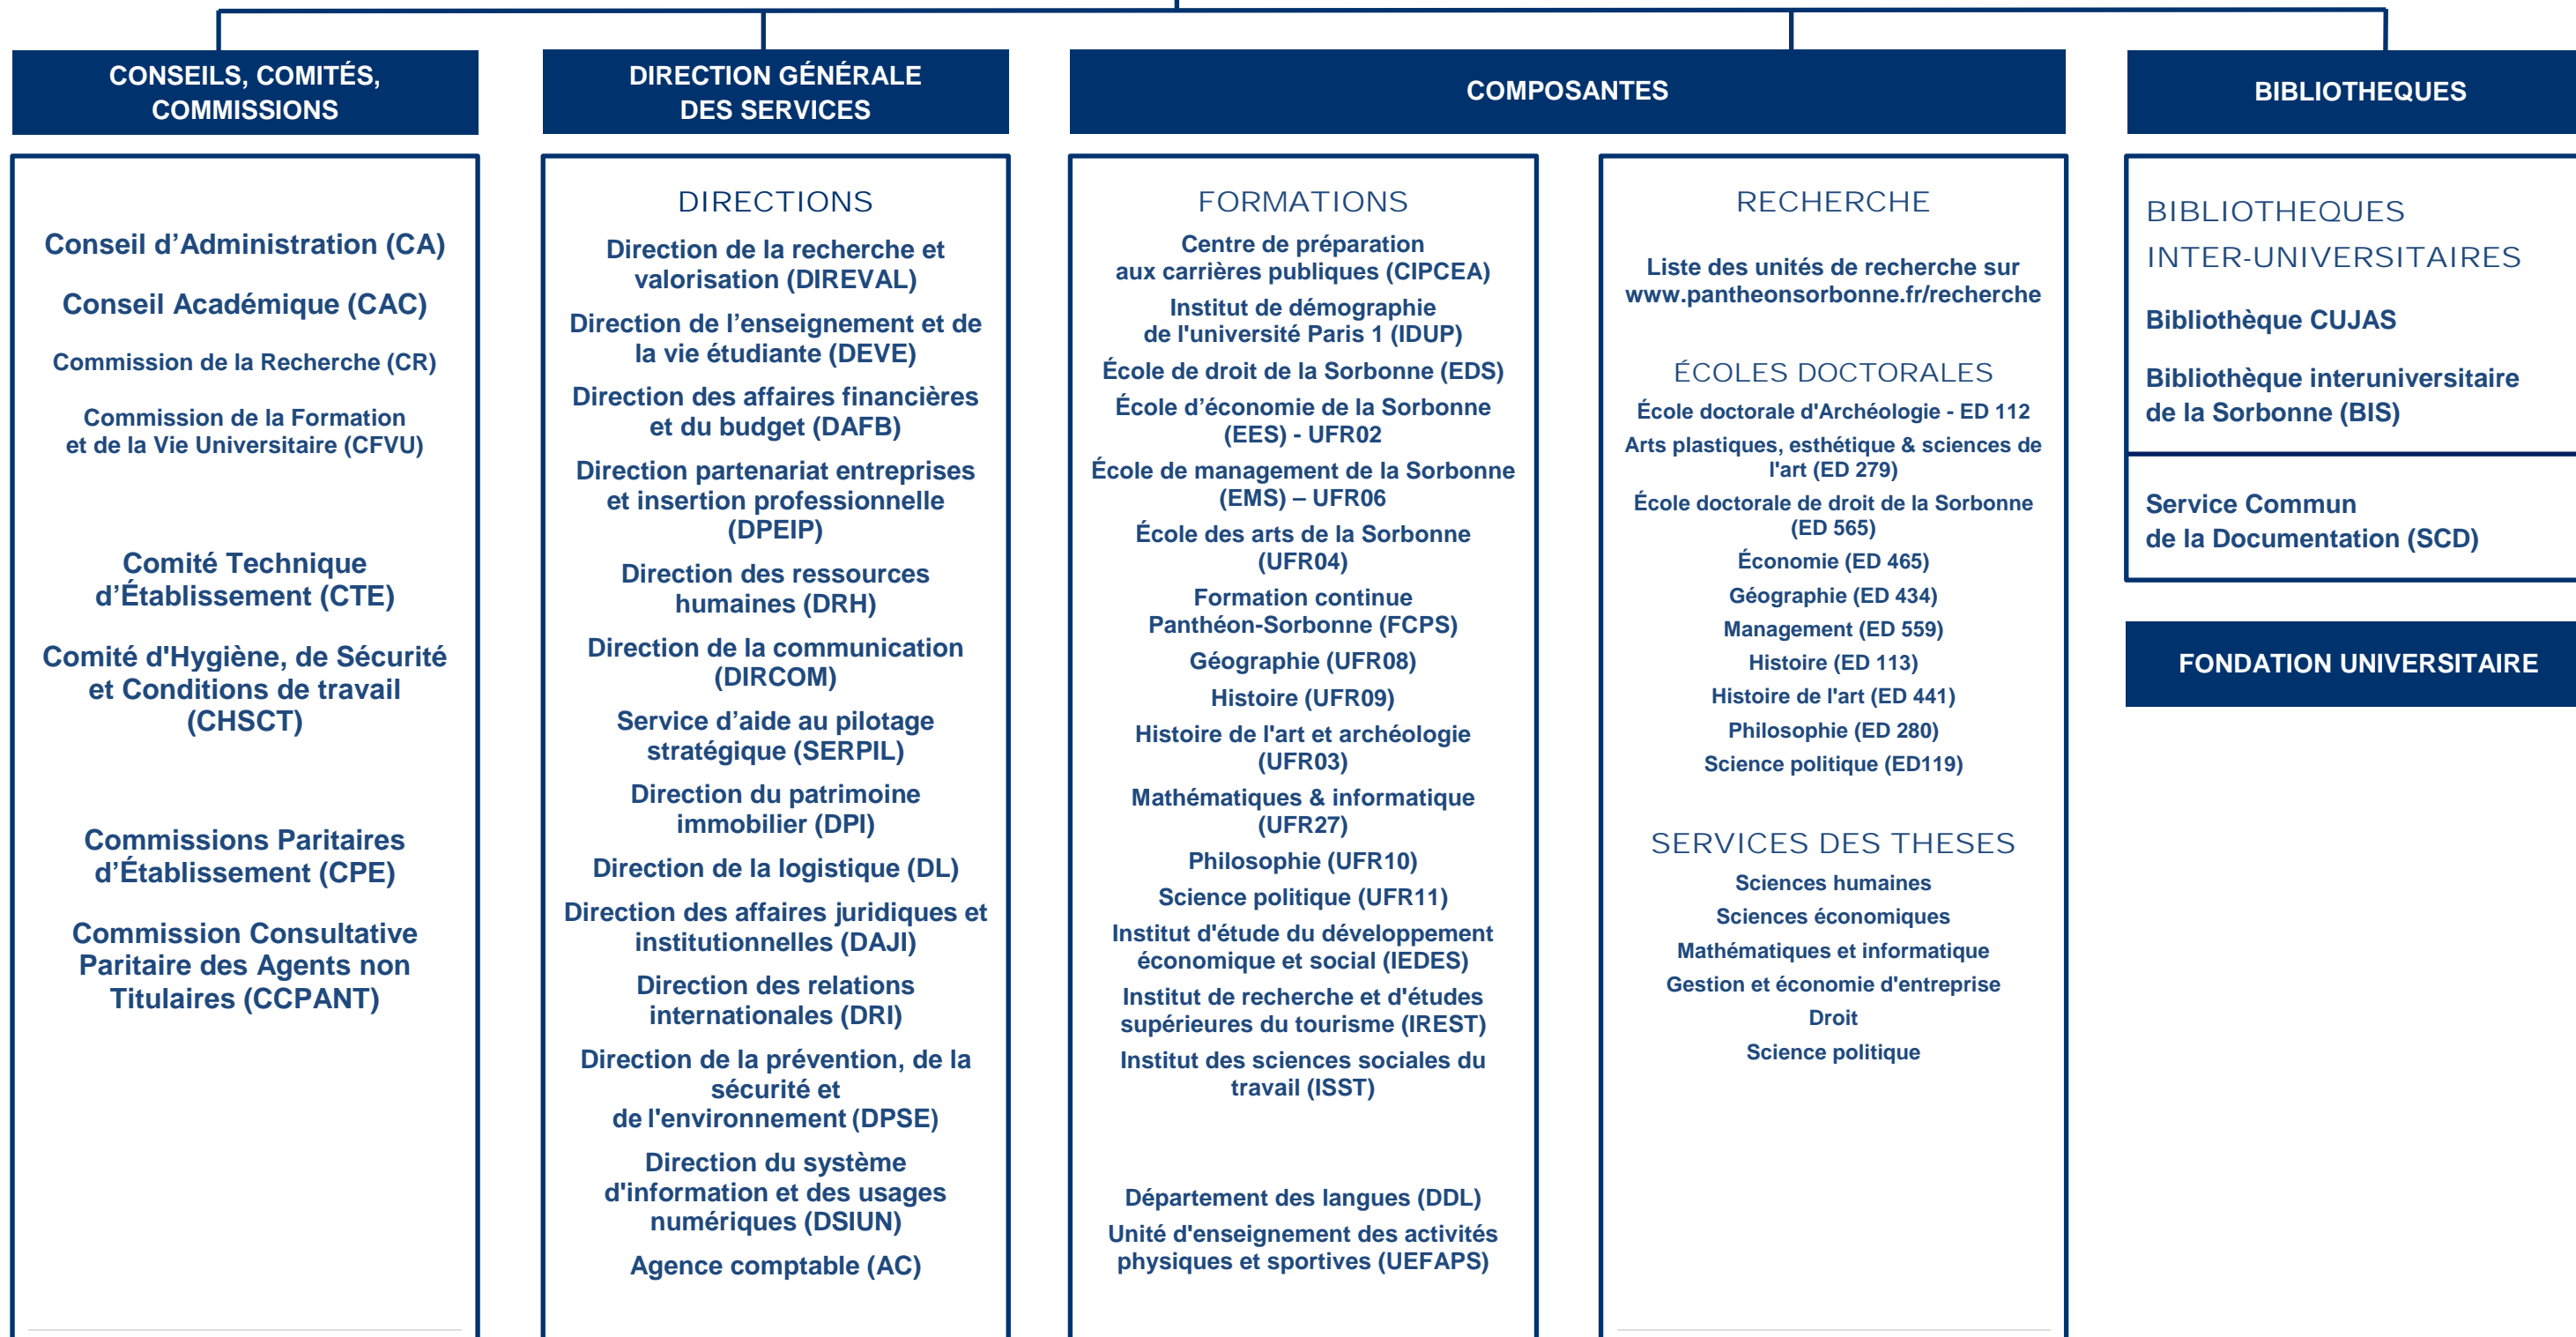 CONSEILS, COMITÉS,
COMMISSIONS
Conseil d’Administration (CA)
Conseil Académique (CAC)
Commission de la Recherche (CR)
Commission de la Formation
et de la Vie Universitaire (CFVU)
Comité Technique
d’Établissement (CTE)
Comité d'Hygiène, de Sécurité
et Conditions de travail
(CHSCT)
Commissions Paritaires
d’Établissement (CPE)
Commission Consultative
Paritaire des Agents non
Titulaires (CCPANT)
DIRECTION GÉNÉRALE
DES SERVICES
DIRECTIONS
Direction de la recherche et
valorisation (DIREVAL)
Direction de l’enseignement et de
la vie étudiante (DEVE)
Direction des affaires financières
et du budget (DAFB)
Direction partenariat entreprises
et insertion professionnelle
(DPEIP)
Direction des ressources
humaines (DRH)
Direction de la communication
(DIRCOM)
Service d’aide au pilotage
stratégique (SERPIL)
Direction du patrimoine
immobilier (DPI)
Direction de la logistique (DL)
Direction des affaires juridiques et
institutionnelles (DAJI)
Direction des relations
internationales (DRI)
Direction de la prévention, de la
sécurité et
de l'environnement (DPSE)
Direction du système
d'information et des usages
numériques (DSIUN)
Agence comptable (AC)
COMPOSANTES
FORMATIONS
Centre de préparation
aux carrières publiques (CIPCEA)
Institut de démographie
de l'université Paris 1 (IDUP)
École de droit de la Sorbonne (EDS)
École d’économie de la Sorbonne
(EES) - UFR02
École de management de la Sorbonne
(EMS) – UFR06
École des arts de la Sorbonne
(UFR04)
Formation continue
Panthéon-Sorbonne (FCPS)
Géographie (UFR08)
Histoire (UFR09)
Histoire de l'art et archéologie
(UFR03)
Mathématiques & informatique
(UFR27)
Philosophie (UFR10)
Science politique (UFR11)
Institut d'étude du développement
économique et social (IEDES)
Institut de recherche et d'études
supérieures du tourisme (IREST)
Institut des sciences sociales du
travail (ISST)
Département des langues (DDL)
Unité d'enseignement des activités
physiques et sportives (UEFAPS)
RECHERCHE
Liste des unités de recherche sur
www.pantheonsorbonne.fr/recherche
ÉCOLES DOCTORALES
École doctorale d'Archéologie - ED 112
Arts plastiques, esthétique & sciences de
l'art (ED 279)
École doctorale de droit de la Sorbonne
(ED 565)
Économie (ED 465)
Géographie (ED 434)
Management (ED 559)
Histoire (ED 113)
Histoire de l'art (ED 441)
Philosophie (ED 280)
Science politique (ED119)
SERVICES DES THESES
Sciences humaines
Sciences économiques
Mathématiques et informatique
Gestion et économie d'entreprise
Droit
Science politique
BIBLIOTHEQUES
BIBLIOTHEQUES
INTER-UNIVERSITAIRES
Bibliothèque CUJAS
Bibliothèque interuniversitaire
de la Sorbonne (BIS)
Service Commun
de la Documentation (SCD)
FONDATION UNIVERSITAIRE